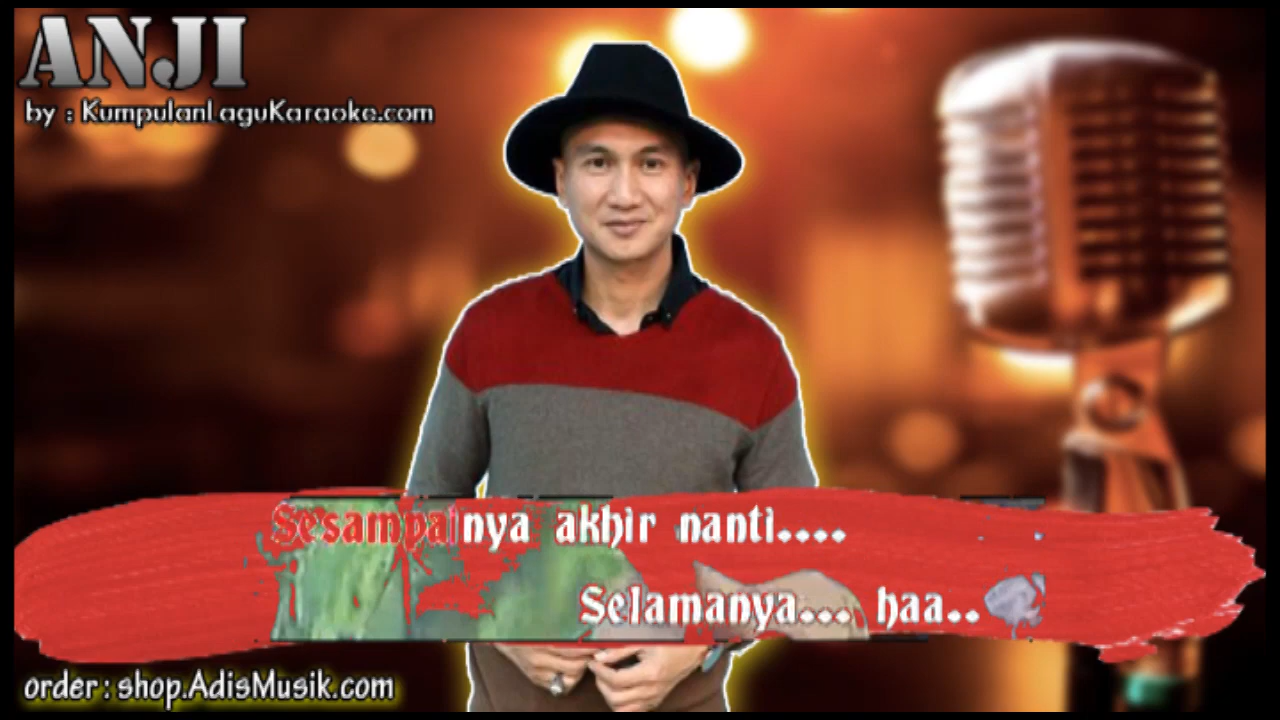 ANJI
by : KumpulanLaguKaraoke.com
Sesampainya akhir nanti....
Selamanya... haa..
order : shop.AdisMusik.com